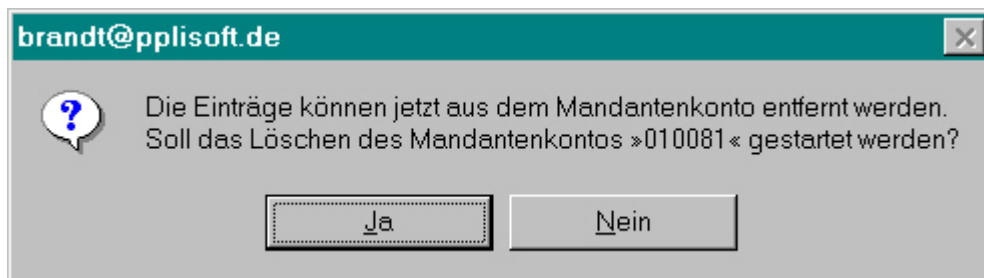 brandt@pplisoft.de
?
Die Einträge können jetzt aus dem Mandantenkonto entfernt werden.
Soll das Löschen des Mandantenkontos »010081« gestartet werden?
Ja Nein